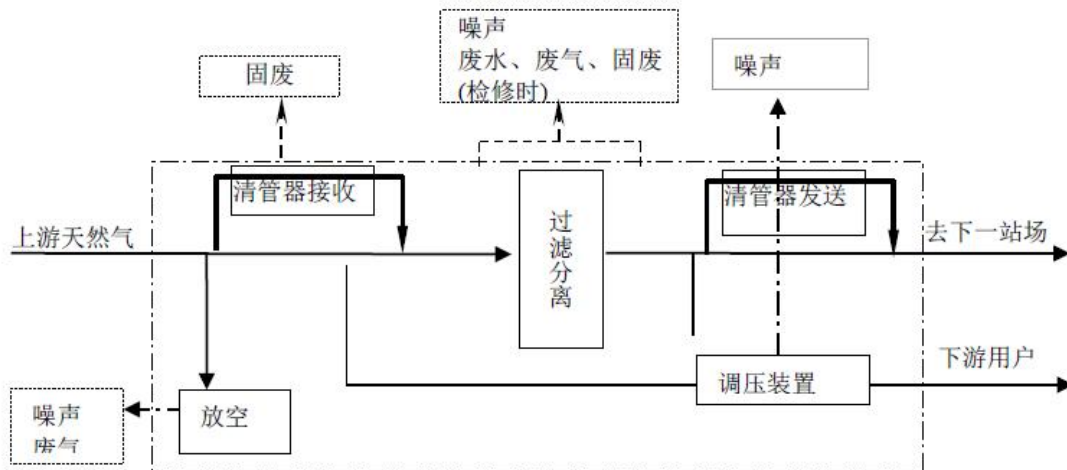 噪声
废水、废气、固废
(检修时)
固废
噪声
清管器接收
清管器发送
过滤分离
上游天然气
去下一站场
下游用户
调压装置
放空
噪声
废气